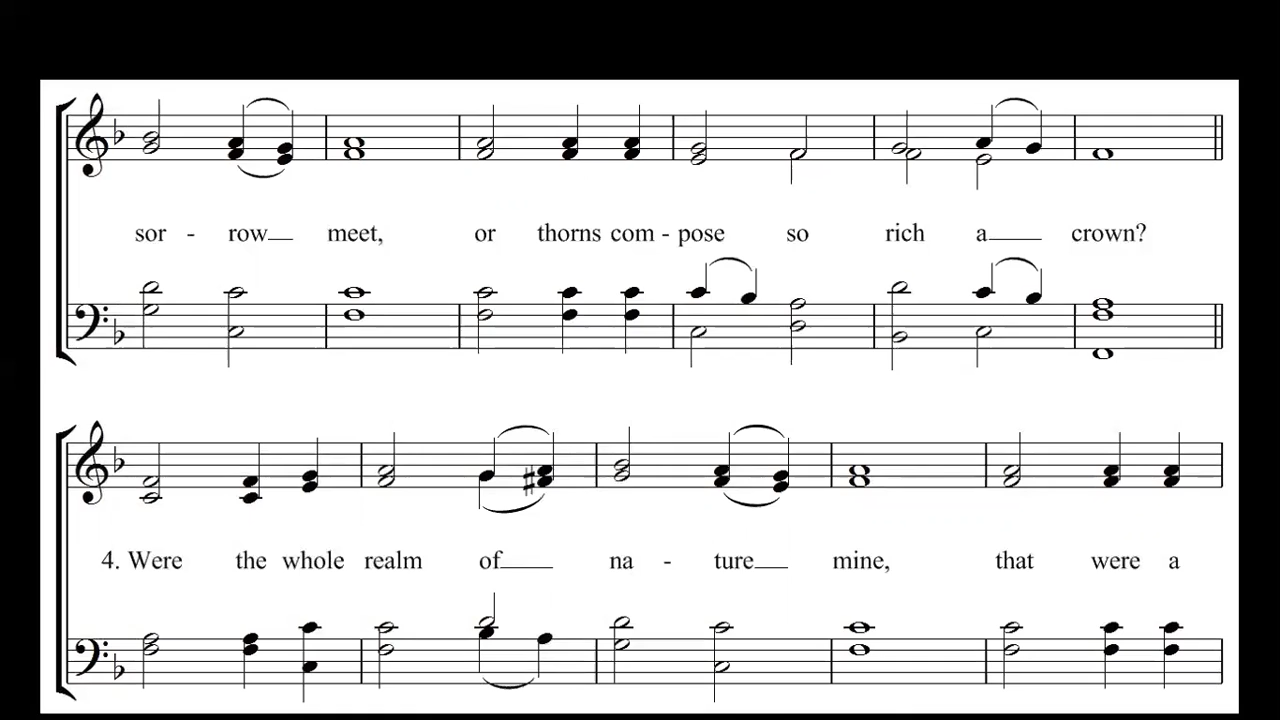 sor - row meet, or thorns com - pose so rich a crown?
4. Were the whole realm of na - ture mine, that were a